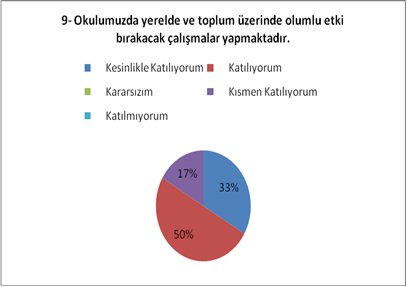 9- Okulumuzda yerelde ve toplum üzerinde olumlu etki
bırakacak çalışmalar yapmaktadır.
Kesinlikle Katılıyorum Katılıyorum
Kararsızım Kısmen Katılıyorum
Katılmıyorum
17%
33%
50%